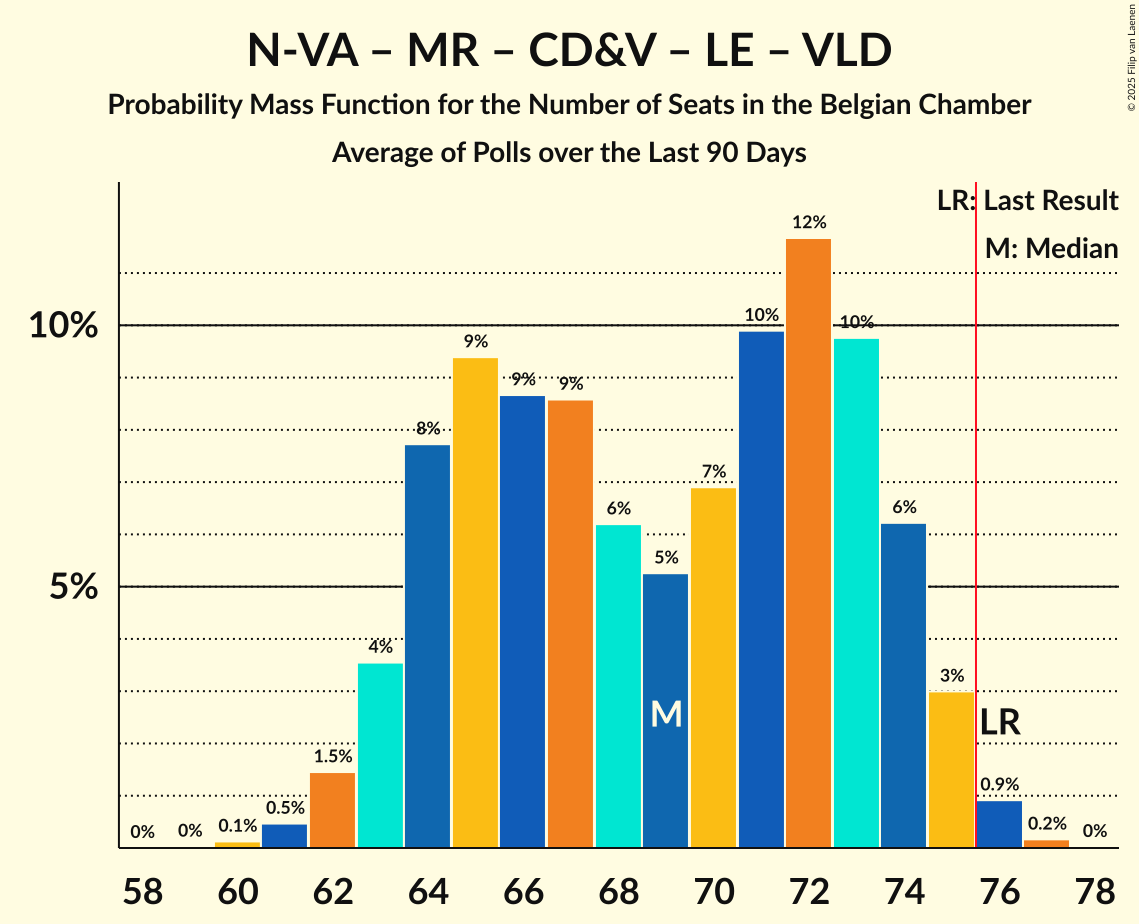 N-VA – MR – CD&V – LE – VLD
Probability Mass Function for the Number of Seats in the Belgian Chamber
Average of Polls over the Last 90 Days
© 2025 Filip van Laenen
LR: Last Result
M: Median
10%
5%
0% 0% 0.1% 0.5% 1.5% 4% 8% 9% 9% 9% 6% 5% 7% 10% 12% 10% 6% 3% 0.9% 0.2% 0%
M
LR
58 60 62 64 66 68 70 72 74 76 78